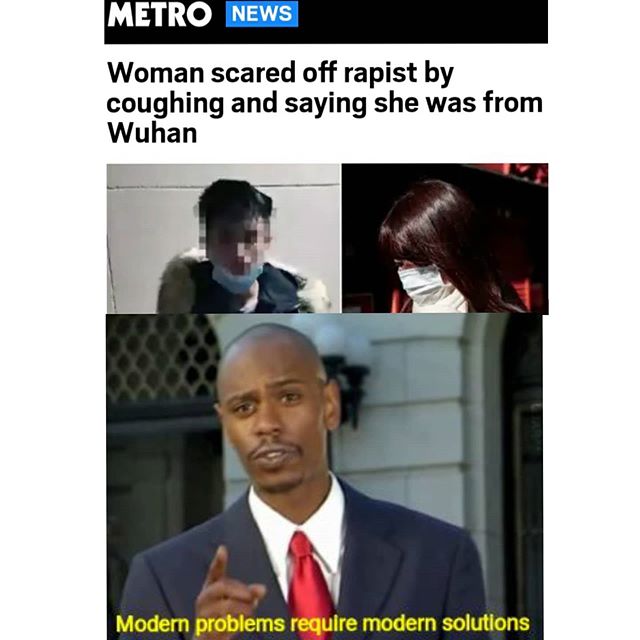 METRO NEWS
Woman scared off rapist by
coughing and saying she was from
Wuhan
Modern problems require modern solutions